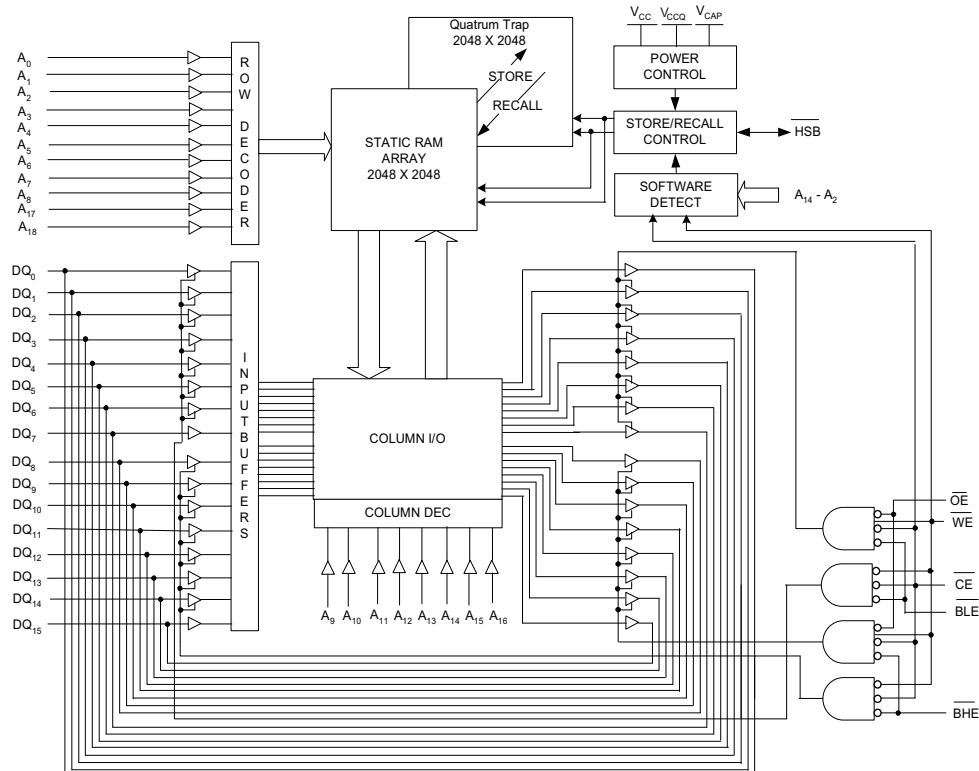 Quatrum Trap
2048 X 2048
STORE
RECALL
STATIC RAM
ARRAY
2048 X 2048
VCC
VCCQ
VCAP
POWER
CONTROL
STORE/RECALL
CONTROL
HSB
SOFTWARE
DETECT
A14 - A2
A0
A1
A2
A3
A4
A5
A6
A7
A8
A17
A18
ROW DECODER
DQ0
DQ1
DQ2
DQ3
DQ4
DQ5
DQ6
DQ7
DQ8
DQ9
DQ10
DQ11
DQ12
DQ13
DQ14
DQ15
INPUTBUFFERS
COLUMN I/O
COLUMN DEC
A9
A10
A11
A12
A13
A14
A15
A16
OE
WE
CE
BLE
BHE